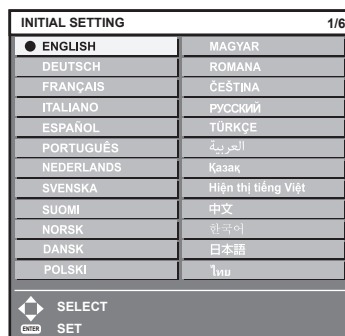 INITIAL SETTING 1/6
ENGLISH
DEUTSCH
FRANÇAIS
ITALIANO
ESPAÑOL
PORTUGUÊS
NEDERLANDS
SVENSKA
SUOMI
NORSK
DANSK
POLSKI
MAGYAR
ROMANA
ČEŠTINA
РУССКИЙ
TÜRKÇE
العربية
Қазақ
Hiện thị tiếng Việt
中文
한국어
日本語
ไทย
SELECT
ENTER SET